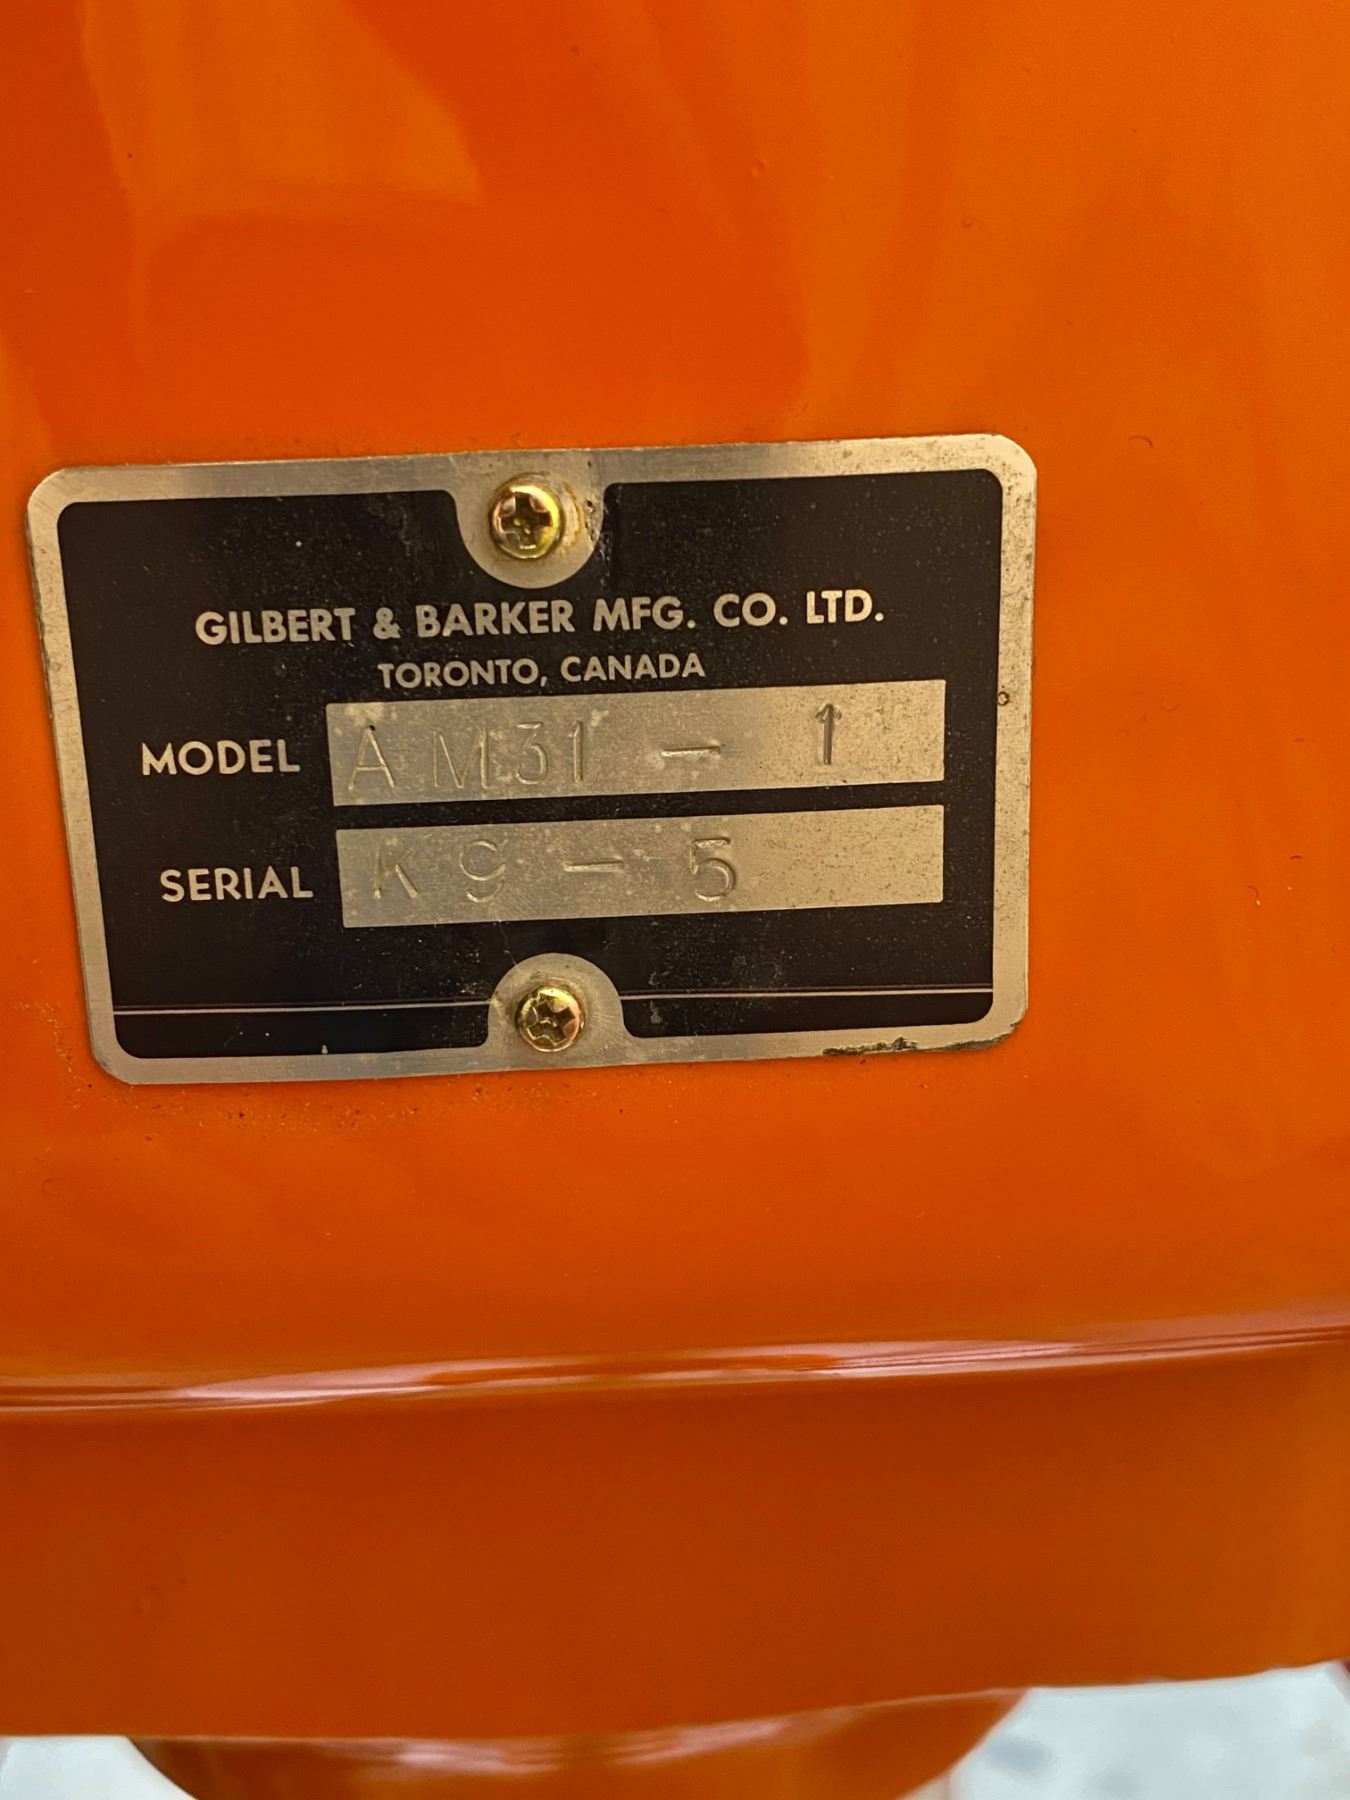 GILBERT & BARKER MFG. CO. LTD.
TORONTO, CANADA
MODEL AM31 - 1
SERIAL K9 - 5